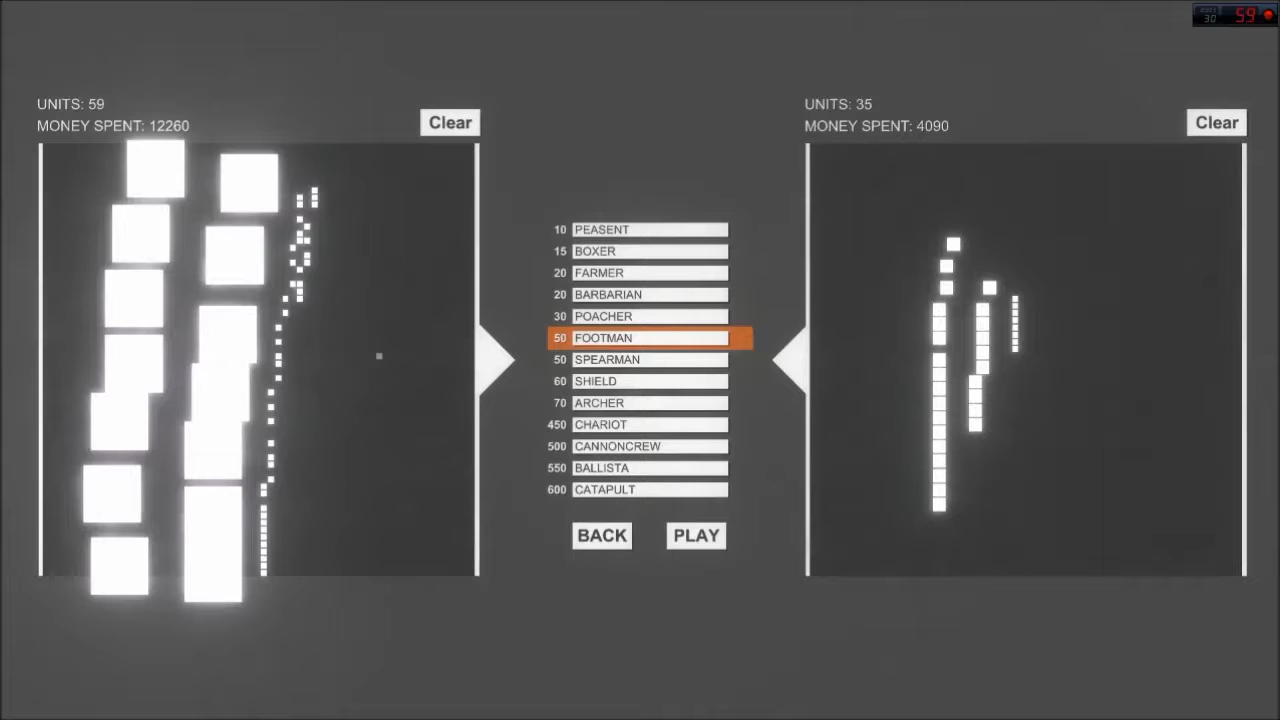 30 59
UNITS: 59
MONEY SPENT: 12260
Clear
UNITS: 35
MONEY SPENT: 4090
Clear
10 PEASENT
15 BOXER
20 FARMER
20 BARBARIAN
30 POACHER
50 FOOTMAN
50 SPEARMAN
60 SHIELD
70 ARCHER
450 CHARIOT
500 CANNONCREW
550 BALLISTA
600 CATAPULT
BACK PLAY